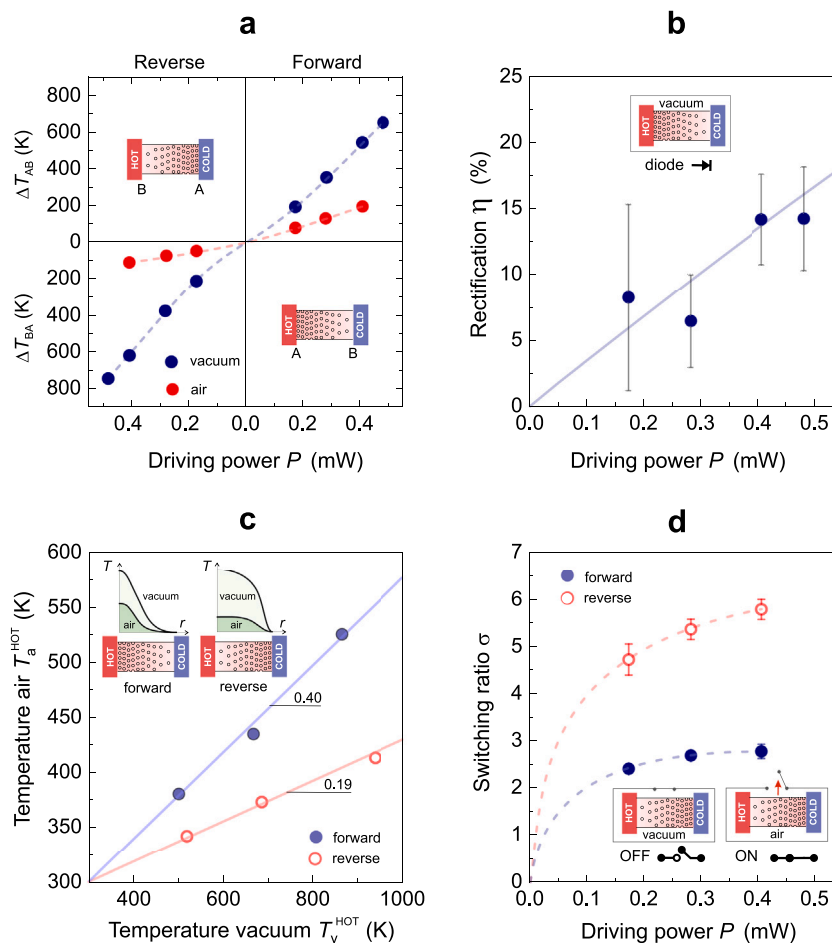 a
Reverse
Forward
800
600
400
200
0
200
400
600
800
ΔT_AB (K)
ΔT_BA (K)
HOT
COLD
B A
HOT
COLD
A B
vacuum
air
0.4 0.2 0.0 0.2 0.4
Driving power P (mW)
b
25
20
15
10
5
0
Rectification η (%)
vacuum
HOT
COLD
diode
0.0 0.1 0.2 0.3 0.4 0.5
Driving power P (mW)
c
600
550
500
450
400
350
300
Temperature air T_a^HOT (K)
T
vacuum
air
r
HOT
COLD
forward
T
vacuum
air
r
HOT
COLD
reverse
0.40
0.19
forward
reverse
400 600 800 1000
Temperature vacuum T_v^HOT (K)
d
7
6
5
4
3
2
1
0
Switching ratio σ
forward
reverse
HOT
COLD
vacuum
OFF
HOT
COLD
air
ON
0.0 0.1 0.2 0.3 0.4 0.5
Driving power P (mW)